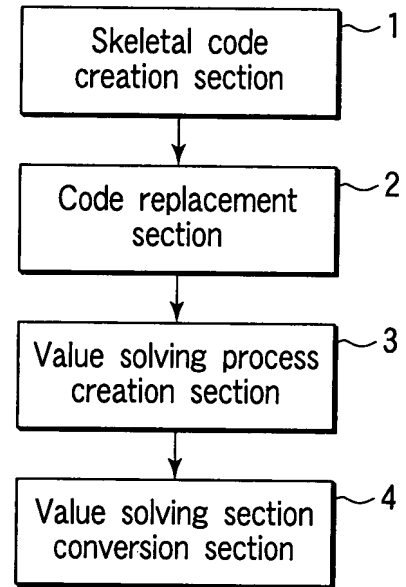 Skeletal code
creation section
1
Code replacement
section
2
Value solving process
creation section
3
Value solving section
conversion section
4